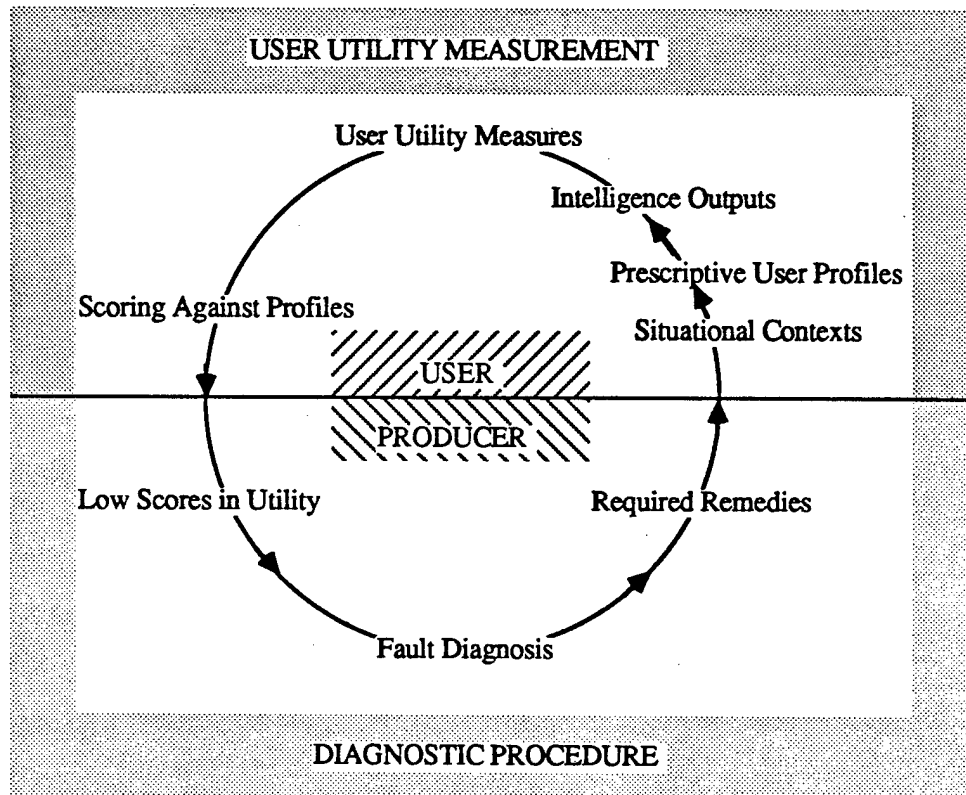 USER UTILITY MEASUREMENT
User Utility Measures
Intelligence Outputs
Prescriptive User Profiles
Scoring Against Profiles
Situational Contexts
USER
PRODUCER
Low Scores in Utility
Required Remedies
Fault Diagnosis
DIAGNOSTIC PROCEDURE